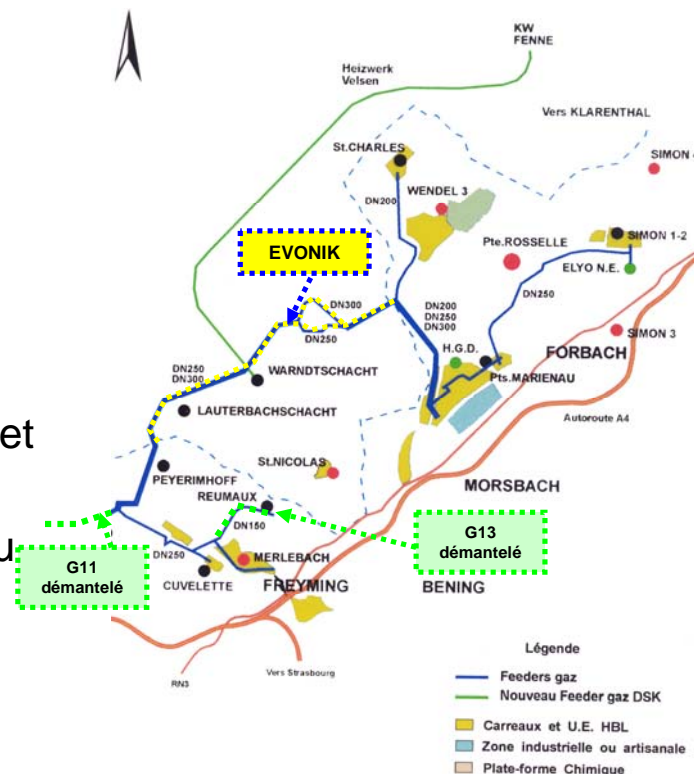 KW
FENNE
Heizwerk
Velsen
Vers KLARENTHAL
St.CHARLES
SIMON
DN200
WENDEL 3
EVONIK
Pte.ROSSELLE
SIMON 1-2
ELYO N.E.
DN300
DN250
DN200
DN250
DN300
DN250
H.G.D.
SIMON 3
FORBACH
DN250
DN300
WARNDTSCHACHT
Pts.MARIENAU
LAUTERBACHSCHACHT
Autoroute A4
et
St.NICOLAS
PEYERIMHOFF
REUMAUX
MORSBACH
DN150
G13
démantelé
u
G11
démantelé
DN250
MERLEBACH
CUVELETTE
FREYMING
BENING
Légende
Vers Strasbourg
RN3
Feeders gaz
Nouveau Feeder gaz DSK
Carreaux et U.E. HBL
Zone industrielle ou artisanale
Plate-forme Chimique